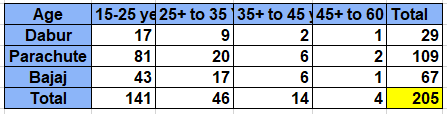 Age 15-25 ye 25+ to 35 35+ to 45 y 45+ to 60 Total
Dabur 17 9 2 1 29
Parachute 81 20 6 2 109
Bajaj 43 17 6 1 67
Total 141 46 14 4 205